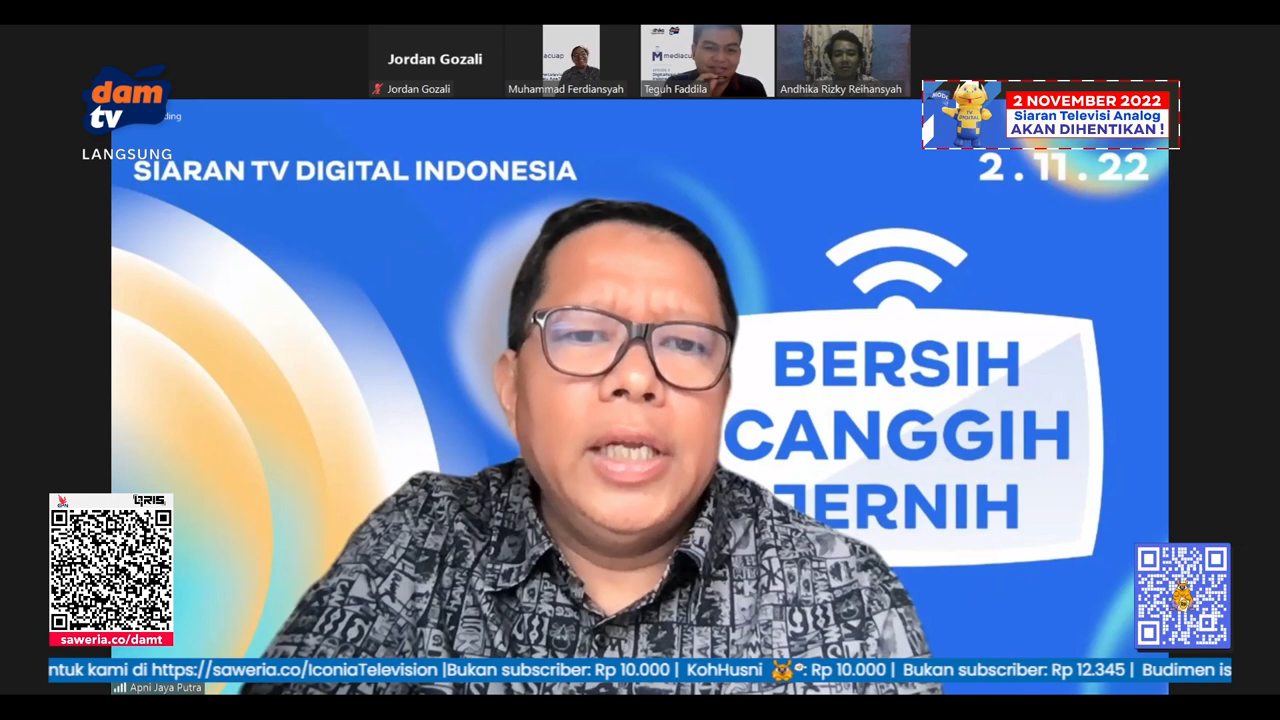 Jordan Gozali
Jordan Gozali
Muhammad Ferdiansyah
Teguh Faddila
Andhika Rizky Reihansyah
dam
tv
LANGSUNG
2 NOVEMBER 2022
Siaran Televisi Analog
AKAN DIHENTIKAN !
TV
DIGITAL
SIARAN TV DIGITAL INDONESIA
2 . 11 . 22
BERSIH
CANGGIH
JERNIH
QRIS
saweria.co/damt
ntuk kami di https://saweria.co/IconiaTelevision |Bukan subscriber: Rp 10.000 | KohHusni : Rp 10.000 | Bukan subscriber: Rp 12.345 | Budimen is
Apni Jaya Putra